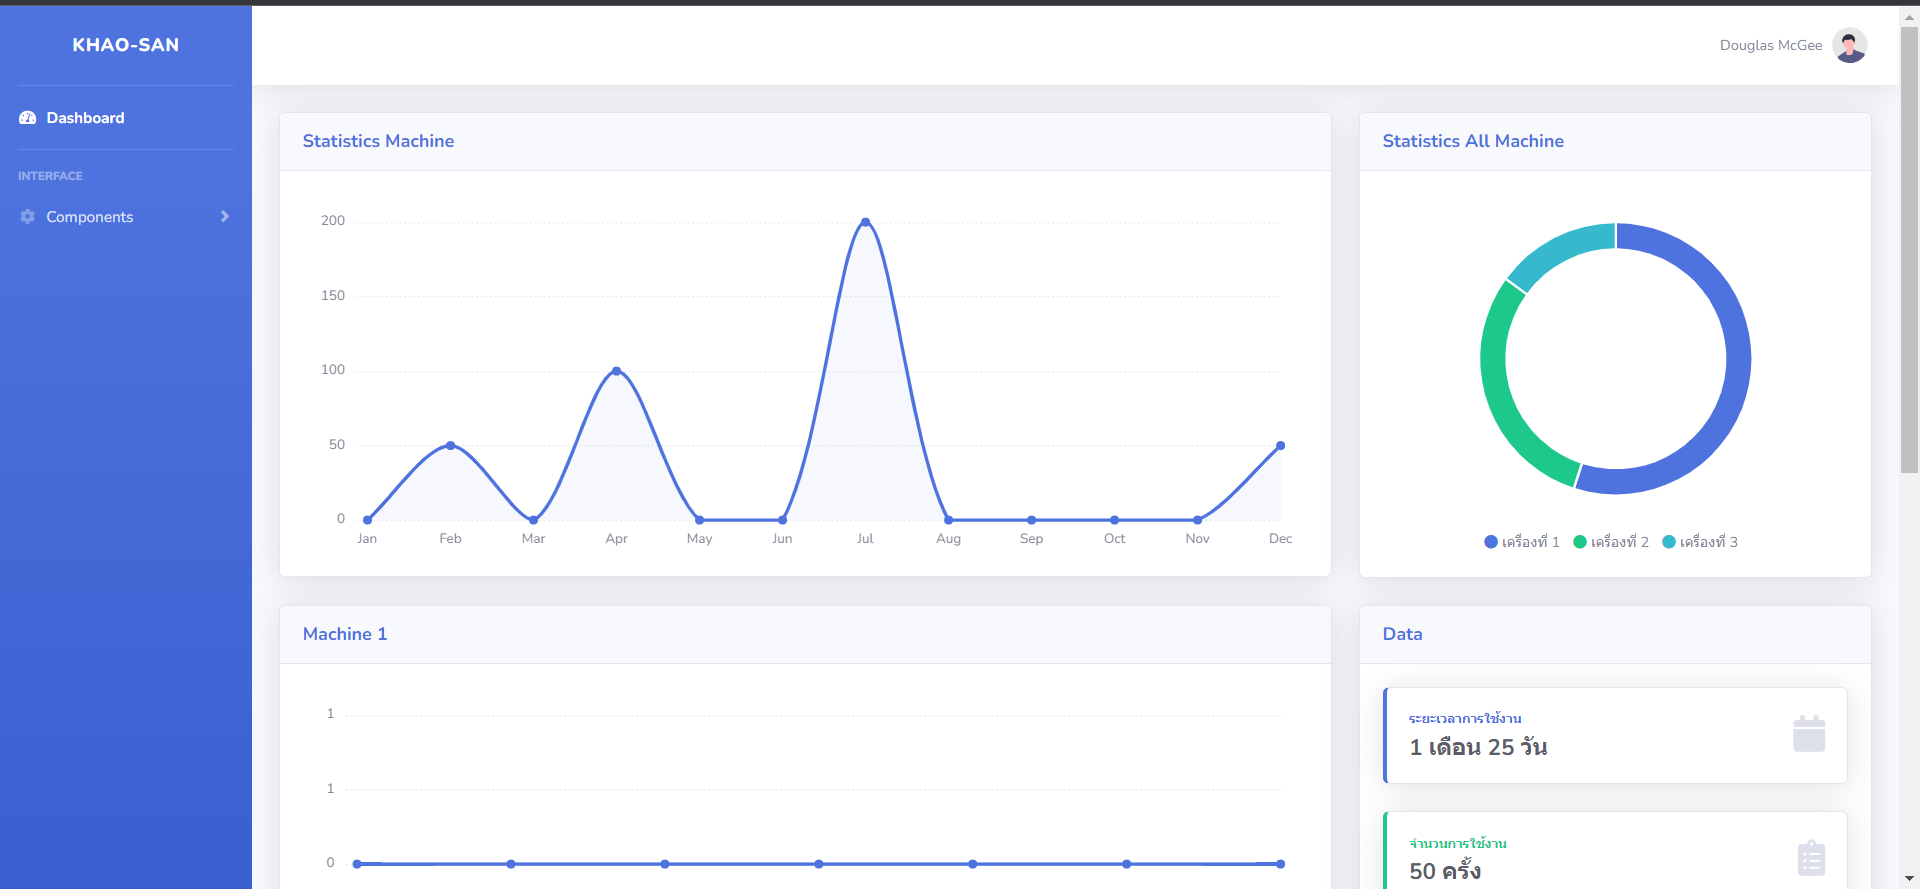 KHAO-SAN
Dashboard
INTERFACE
Components
Douglas McGee
Statistics Machine
200
150
100
50
0
Jan Feb Mar Apr May Jun Jul Aug Sep Oct Nov Dec
Statistics All Machine
เครื่องที่ 1 เครื่องที่ 2 เครื่องที่ 3
Machine 1
1
1
0
Data
ระยะเวลาการใช้งาน
1 เดือน 25 วัน
จำนวนการใช้งาน
50 ครั้ง